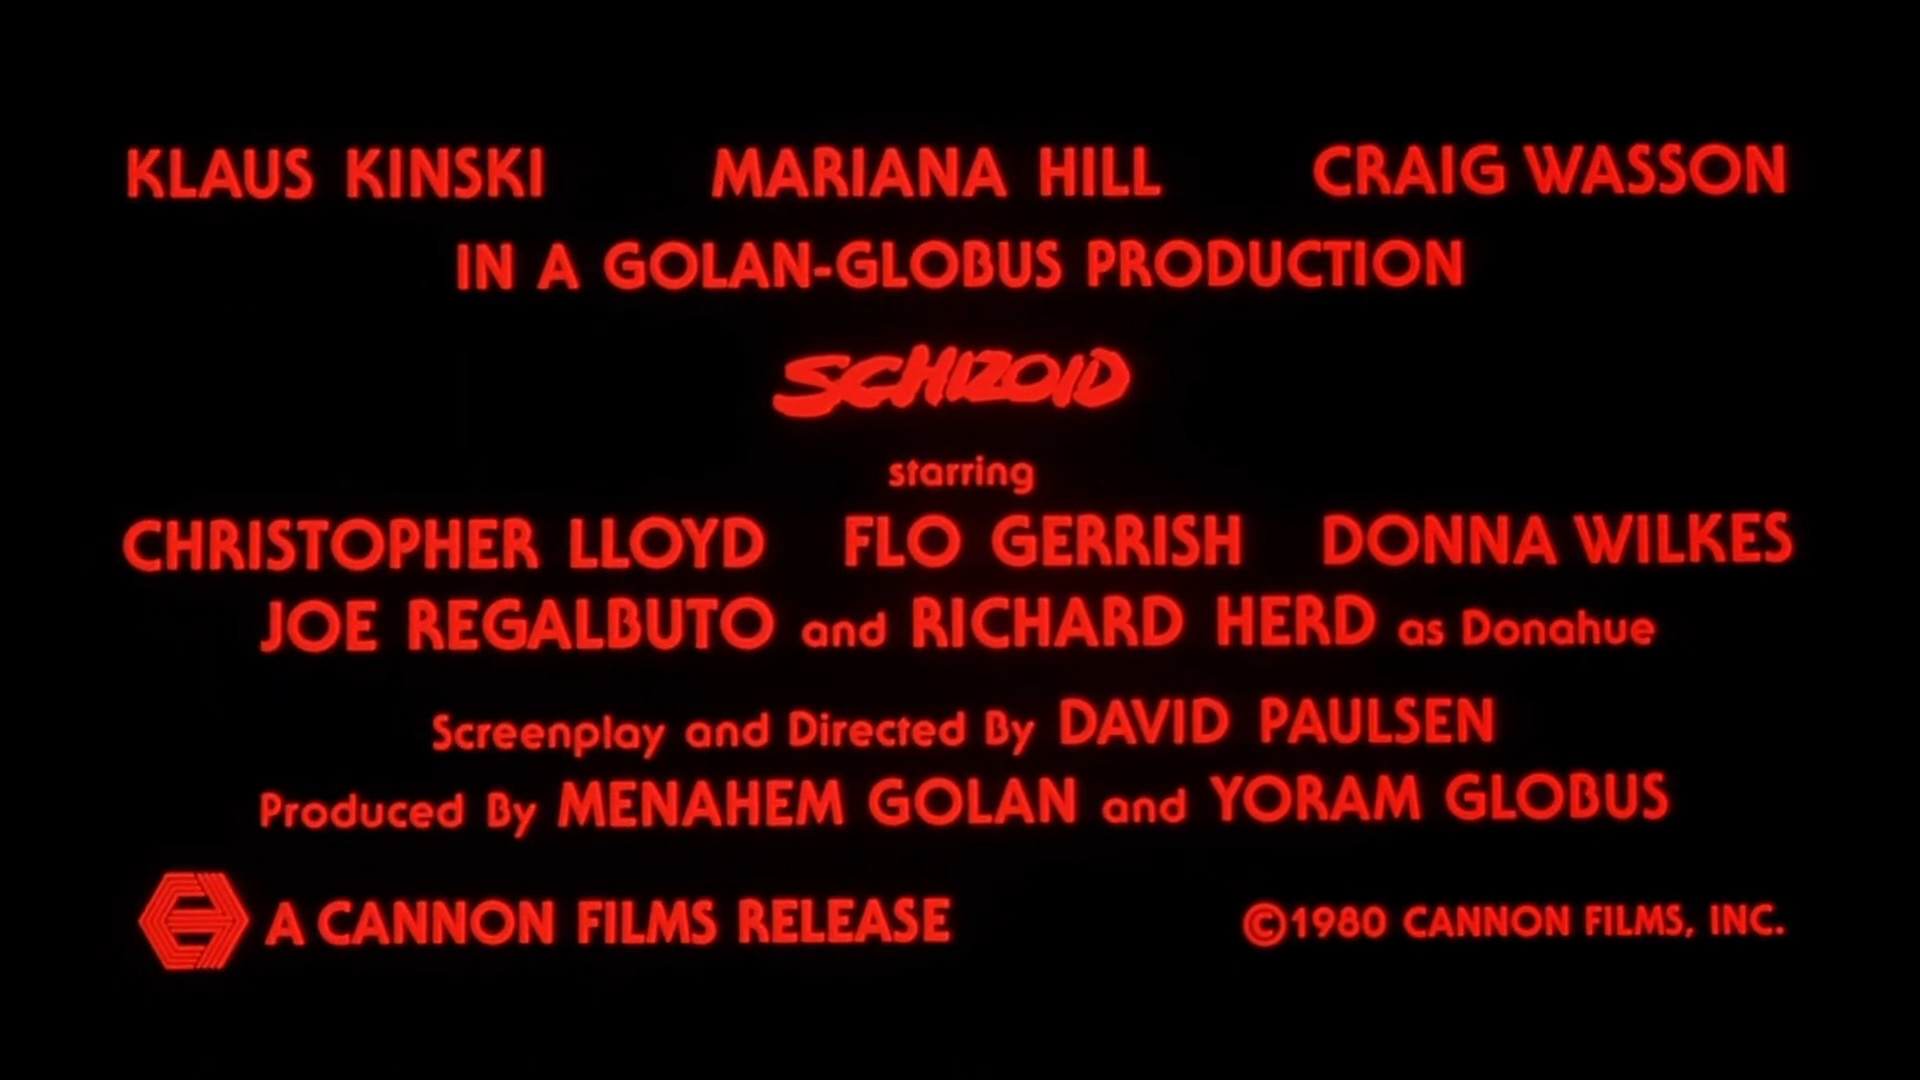 KLAUS KINSKI MARIANA HILL CRAIG WASSON
IN A GOLAN-GLOBUS PRODUCTION
SCHIZOID
starring
CHRISTOPHER LLOYD FLO GERRISH DONNA WILKES
JOE REGALBUTO and RICHARD HERD as Donahue
Screenplay and Directed By DAVID PAULSEN
Produced By MENAHEM GOLAN and YORAM GLOBUS
A CANNON FILMS RELEASE ©1980 CANNON FILMS, INC.